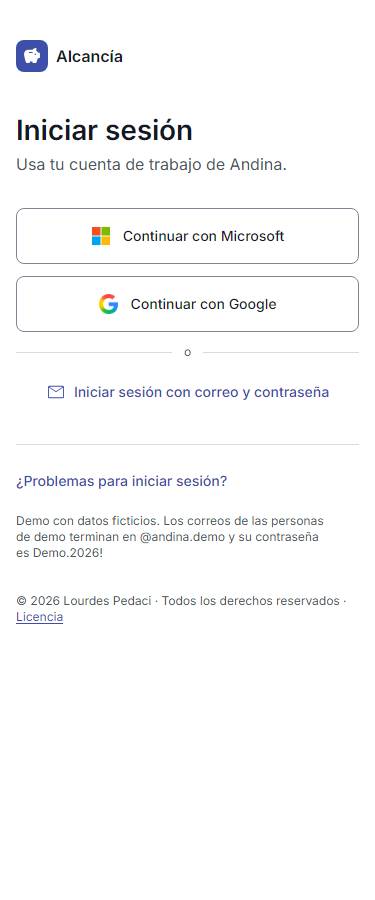 Alcancía
Iniciar sesión
Usa tu cuenta de trabajo de Andina.
Continuar con Microsoft
Continuar con Google
o
Iniciar sesión con correo y contraseña
¿Problemas para iniciar sesión?
Demo con datos ficticios. Los correos de las personas
de demo terminan en @andina.demo y su contraseña
es Demo.2026!
© 2026 Lourdes Pedaci · Todos los derechos reservados ·
Licencia